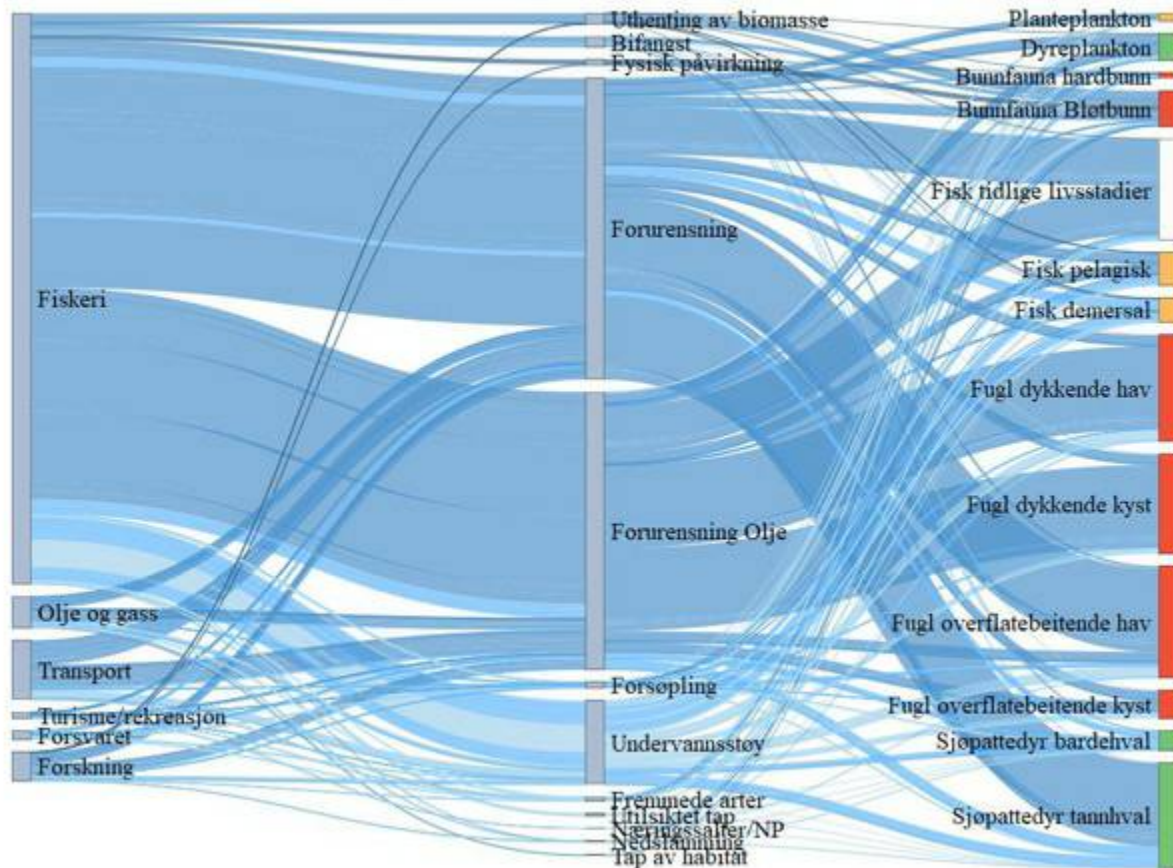 Fiskeri
Olje og gass
Transport
Turisme/rekreasjon
Forsvaret
Forskning
Uthenting av biomasse
Bifangst
Fysisk påvirkning
Forurensning
Forurensning Olje
Forsøpling
Undervannsstøy
Fremmede arter
Utilsiktet tap
Næringssalter/NP
Nedslamming
Tap av habitat
Planteplankton
Dyreplankton
Bunnfauna hardbunn
Bunnfauna Bløtbunn
Fisk tidlige livsstadier
Fisk pelagisk
Fisk demersal
Fugl dykkende hav
Fugl dykkende kyst
Fugl overflatebeitende hav
Fugl overflatebeitende kyst
Sjøpattedyr bardehval
Sjøpattedyr tannhval